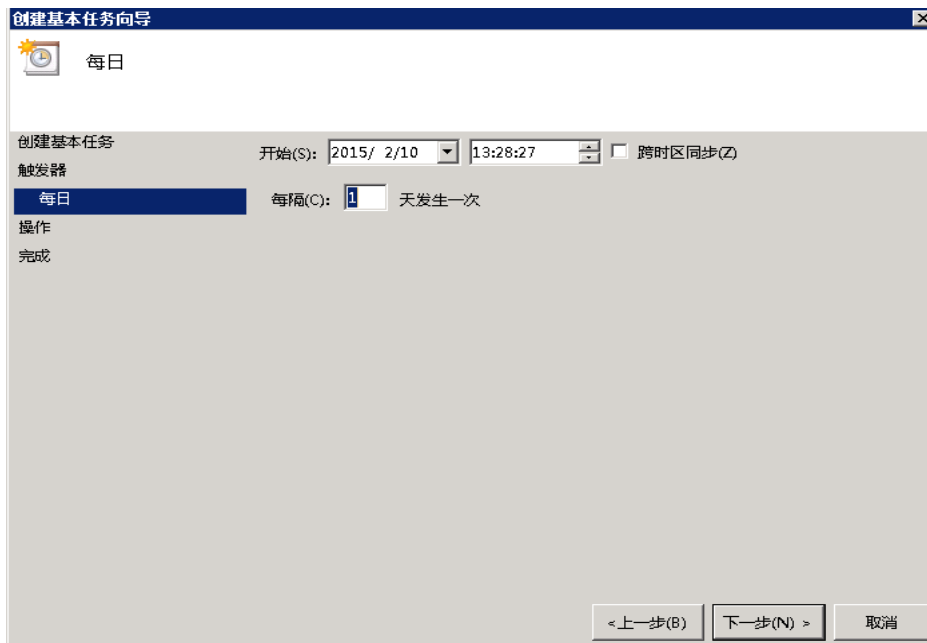 创建基本任务向导
每日
创建基本任务
触发器
每日
操作
完成
开始(S): 2015/ 2/10 13:28:27 跨时区同步(Z)
每隔(C): 1 天发生一次
<上一步(B) 下一步(N) > 取消